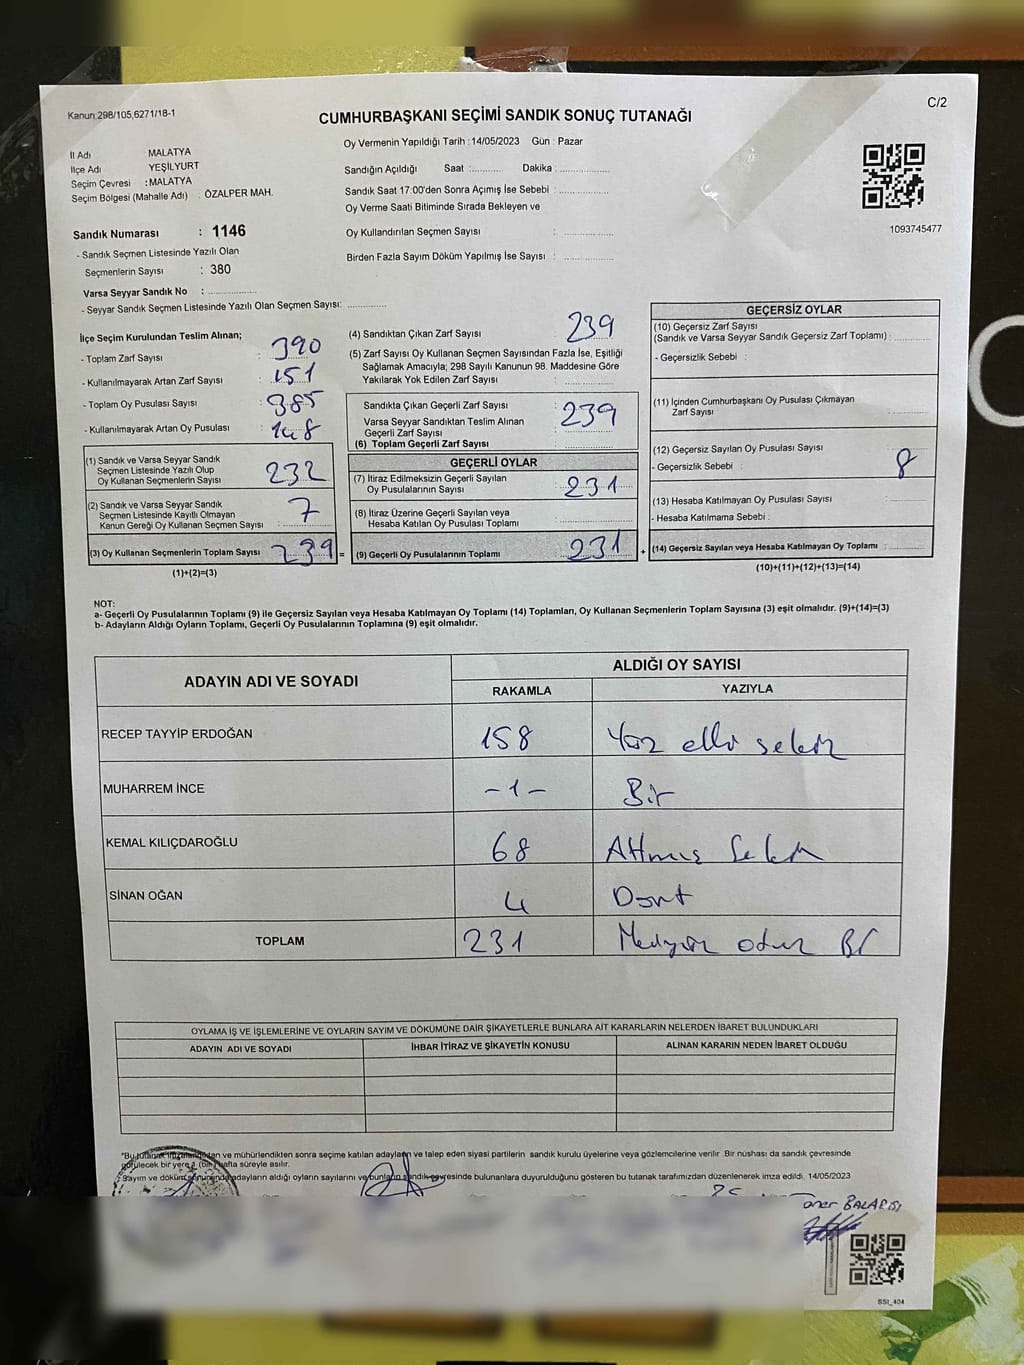 Kanun:298/105,6271/18-1
C/2
CUMHURBAŞKANI SEÇİMİ SANDIK SONUÇ TUTANAĞI
Oy Vermenin Yapıldığı Tarih :14/05/2023 Gün : Pazar
İl Adı MALATYA
İlçe Adı YEŞİLYURT
Seçim Çevresi :MALATYA
Seçim Bölgesi (Mahalle Adı) : ÖZALPER MAH.
Sandığın Açıldığı Saat :........... Dakika :................
Sandık Saat 17:00'den Sonra Açımış İse Sebebi :................
Oy Verme Saati Bitiminde Sırada Bekleyen ve
Oy Kullandırılan Seçmen Sayısı :................
Birden Fazla Sayım Döküm Yapılmış İse Sayısı :................
1093745477
Sandık Numarası : 1146
- Sandık Seçmen Listesinde Yazılı Olan
Seçmenlerin Sayısı : 380
Varsa Seyyar Sandık No :................
- Seyyar Sandık Seçmen Listesinde Yazılı Olan Seçmen Sayısı: ............
İlçe Seçim Kurulundan Teslim Alınan;
- Toplam Zarf Sayısı : 390
- Kullanılmayarak Artan Zarf Sayısı : 151
- Toplam Oy Pusulası Sayısı : 385
- Kullanılmayarak Artan Oy Pusulası : 148
(1) Sandık ve Varsa Seyyar Sandık
Seçmen Listesinde Yazılı Olup
Oy Kullanan Seçmenlerin Sayısı : 232
(2) Sandık ve Varsa Seyyar Sandık
Seçmen Listesinde Kayıtlı Olmayan
Kanun Gereği Oy Kullanan Seçmen Sayısı : 7
(3) Oy Kullanan Seçmenlerin Toplam Sayısı : 239 =
(1)+(2)=(3)
(4) Sandıktan Çıkan Zarf Sayısı : 239
(5) Zarf Sayısı Oy Kullanan Seçmen Sayısından Fazla İse, Eşitliği
Sağlamak Amacıyla; 298 Sayılı Kanunun 98. Maddesine Göre
Yakılarak Yok Edilen Zarf Sayısı :................
Sandıkta Çıkan Geçerli Zarf Sayısı : 239
Varsa Seyyar Sandıktan Teslim Alınan
Geçerli Zarf Sayısı
(6) Toplam Geçerli Zarf Sayısı
GEÇERLİ OYLAR
(7) İtiraz Edilmeksizin Geçerli Sayılan
Oy Pusulalarının Sayısı : 231
(8) İtiraz Üzerine Geçerli Sayılan veya
Hesaba Katılan Oy Pusulası Toplamı
(9) Geçerli Oy Pusulalarının Toplamı : 231 +
GEÇERSİZ OYLAR
(10) Geçersiz Zarf Sayısı
(Sandık ve Varsa Seyyar Sandık Geçersiz Zarf Toplamı) :............
- Geçersizlik Sebebi :
(11) İçinden Cumhurbaşkanı Oy Pusulası Çıkmayan
Zarf Sayısı
(12) Geçersiz Sayılan Oy Pusulası Sayısı
- Geçersizlik Sebebi : 8
(13) Hesaba Katılmayan Oy Pusulası Sayısı
- Hesaba Katılmama Sebebi :
(14) Geçersiz Sayılan veya Hesaba Katılmayan Oy Toplamı :............
(10)+(11)+(12)+(13)=(14)
NOT:
a- Geçerli Oy Pusulalarının Toplamı (9) ile Geçersiz Sayılan veya Hesaba Katılmayan Oy Toplamı (14) Toplamları, Oy Kullanan Seçmenlerin Toplam Sayısına (3) eşit olmalıdır. (9)+(14)=(3)
b- Adayların Aldığı Oyların Toplamı, Geçerli Oy Pusulalarının Toplamına (9) eşit olmalıdır.
ADAYIN ADI VE SOYADI ALDIĞI OY SAYISI
RAKAMLA YAZIYLA
RECEP TAYYİP ERDOĞAN 158 Yüz elli sekiz
MUHARREM İNCE -1- Bir
KEMAL KILIÇDAROĞLU 68 Altmış Sekiz
SİNAN OĞAN 4 Dört
TOPLAM 231 otuz Bir
OYLAMA İŞ VE İŞLEMLERİNE VE OYLARIN SAYIM VE DÖKÜMÜNE DAİR ŞİKAYETLERLE BUNLARA AİT KARARLARIN NELERDEN İBARET BULUNDUKLARI
ADAYIN ADI VE SOYADI İHBAR İTİRAZ VE ŞİKAYETİN KONUSU ALINAN KARARIN NEDEN İBARET OLDUĞU
ve mühürlendikten sonra seçime katılan adayların ve talep eden siyasi partilerin sandık kurulu üyelerine veya gözlemcilerine verilir .Bir nüshası da sandık çevresinde
görülecek bir yere 1 (bir) hafta süreyle asılır.
Sayım ve döküm adayların aldığı oyların sayılarını ve bunların sandık çevresinde bulunanlara duyurulduğunu gösteren bu tutanak tarafımızdan düzenlenerek imza edildi. 14/05/2023
BALARISI
SSI_404